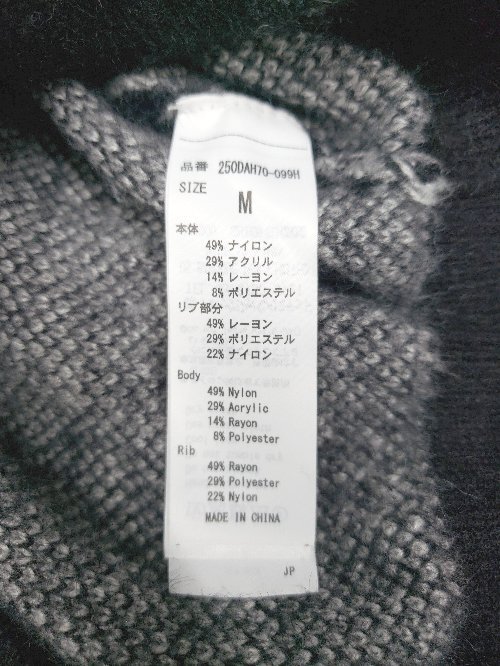 品番 250DAH70-099H
SIZE
M
本体
49% ナイロン
29% アクリル
14% レーヨン
8% ポリエステル
リブ部分
49% レーヨン
29% ポリエステル
22% ナイロン
Body
49% Nylon
29% Acrylic
14% Rayon
8% Polyester
Rib
49% Rayon
29% Polyester
22% Nylon
MADE IN CHINA
JP